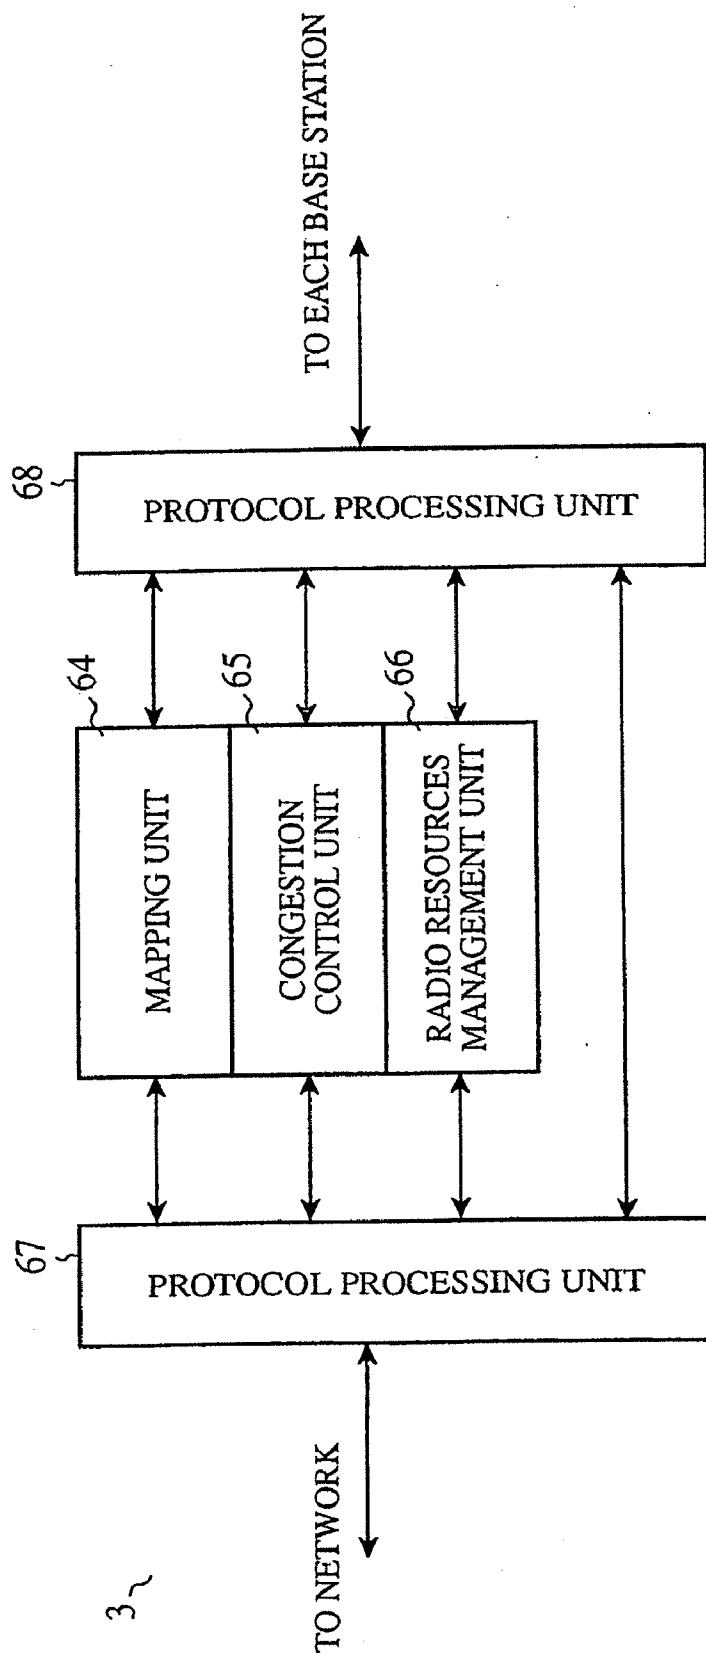 3
TO NETWORK
67
PROTOCOL PROCESSING UNIT
64
MAPPING UNIT
65
CONGESTION
CONTROL UNIT
66
RADIO RESOURCES
MANAGEMENT UNIT
68
PROTOCOL PROCESSING UNIT
TO EACH BASE STATION